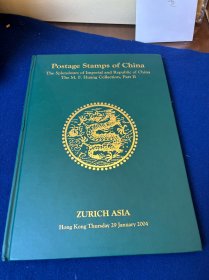 Postage Stamps of China
The Splendours of Imperial and Republic of China
The M. F. Huang Collection, Part II
ZURICH ASIA
Hong Kong Thursday 29 January 2004